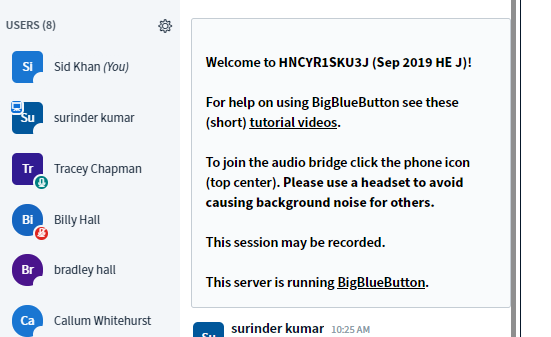 USERS (8)
Si
Sid Khan (You)
Su
surinder kumar
Tr
Tracey Chapman
Bi
Billy Hall
Br
bradley hall
Ca
Callum Whitehurst
Welcome to HNCYR1SKU3J (Sep 2019 HE J)!
For help on using BigBlueButton see these
(short) tutorial videos.
To join the audio bridge click the phone icon
(top center). Please use a headset to avoid
causing background noise for others.
This session may be recorded.
This server is running BigBlueButton.
Su
surinder kumar 10:25 AM